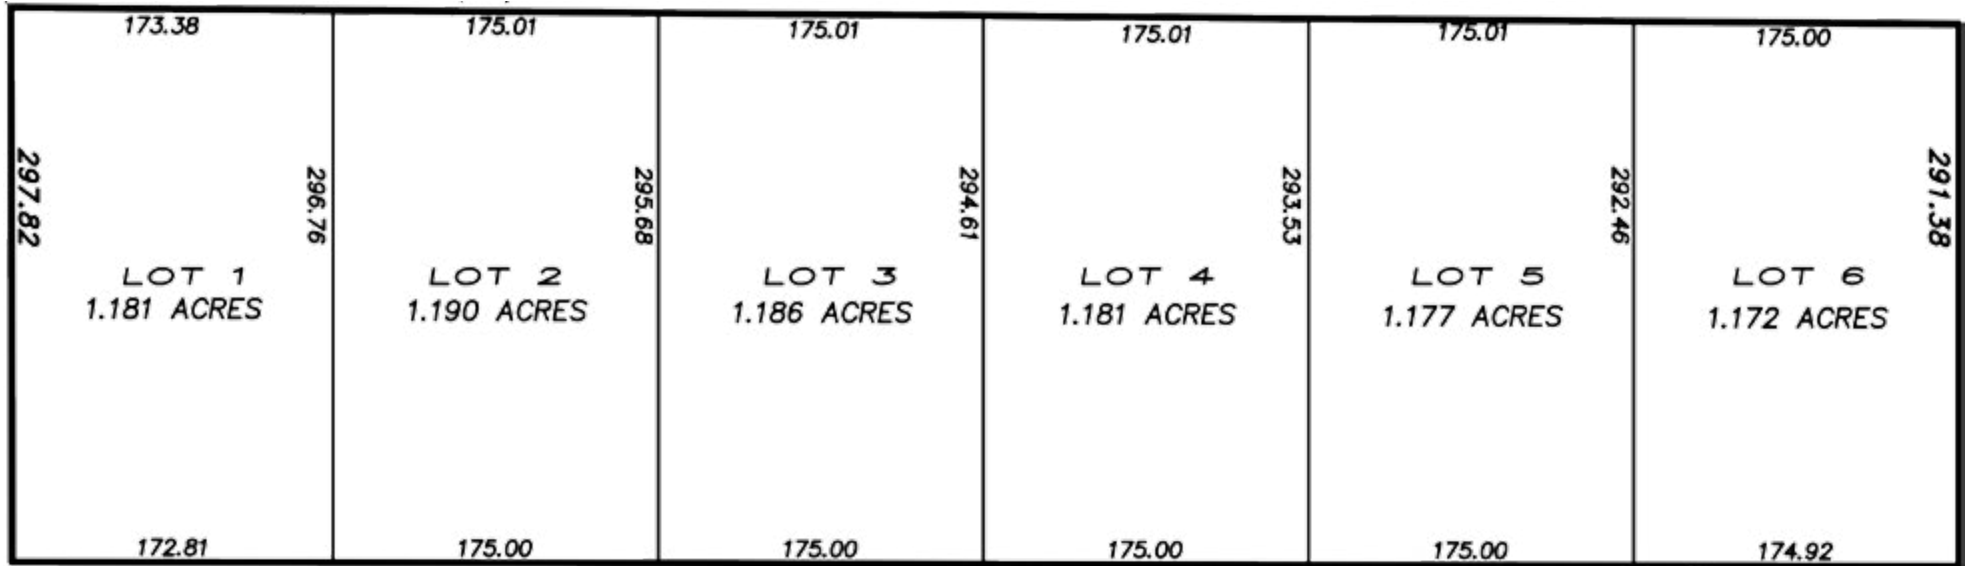 173.38
175.01
175.01
175.01
175.01
175.00
297.82
296.76
295.68
294.61
293.53
292.46
291.38
LOT 1
1.181 ACRES
LOT 2
1.190 ACRES
LOT 3
1.186 ACRES
LOT 4
1.181 ACRES
LOT 5
1.177 ACRES
LOT 6
1.172 ACRES
172.81
175.00
175.00
175.00
175.00
174.92